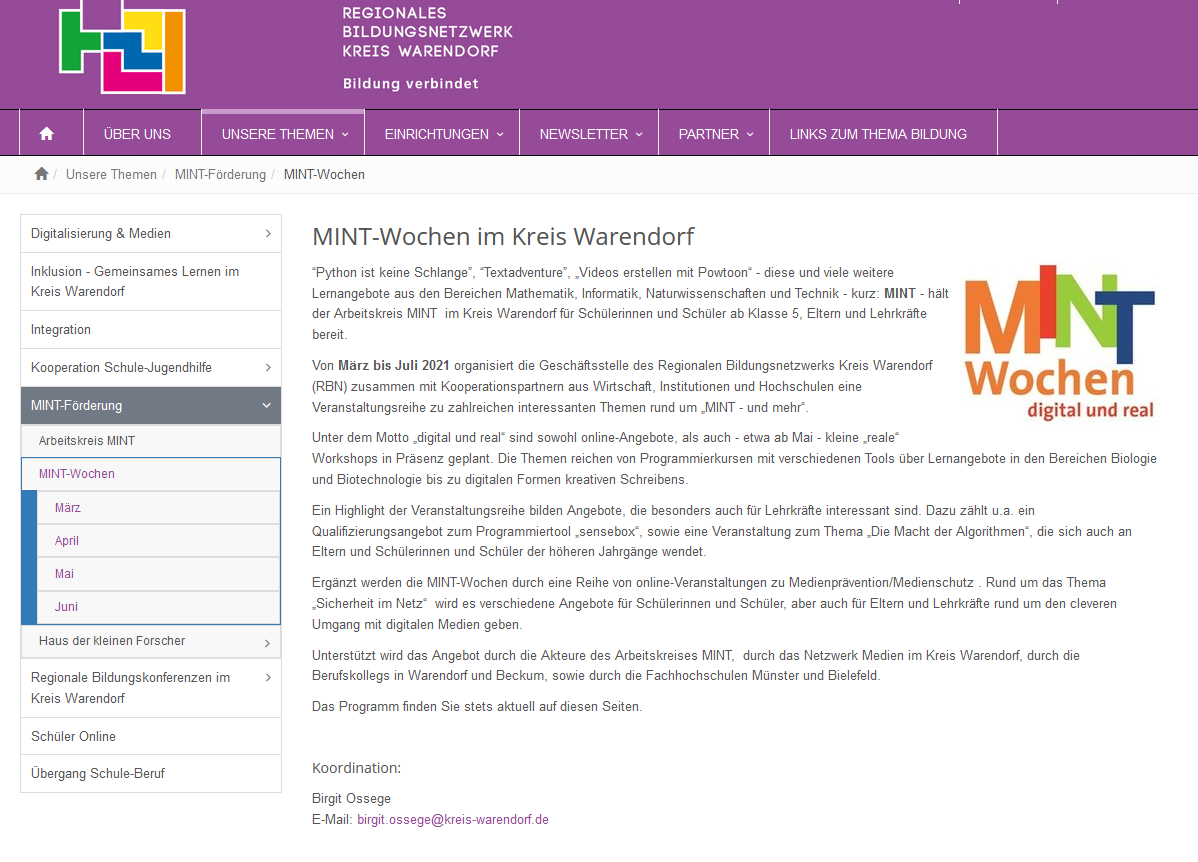 REGIONALES
BILDUNGSNETZWERK
KREIS WARENDORF
Bildung verbindet
ÜBER UNS
UNSERE THEMEN
EINRICHTUNGEN
NEWSLETTER
PARTNER
LINKS ZUM THEMA BILDUNG
/ Unsere Themen / MINT-Förderung / MINT-Wochen
Digitalisierung & Medien
Inklusion - Gemeinsames Lernen im
Kreis Warendorf
Integration
Kooperation Schule-Jugendhilfe
MINT-Förderung
Arbeitskreis MINT
MINT-Wochen
März
April
Mai
Juni
Haus der kleinen Forscher
Regionale Bildungskonferenzen im
Kreis Warendorf
Schüler Online
Übergang Schule-Beruf
MINT-Wochen im Kreis Warendorf
“Python ist keine Schlange”, “Textadventure”, „Videos erstellen mit Powtoon“ - diese und viele weitere
Lernangebote aus den Bereichen Mathematik, Informatik, Naturwissenschaften und Technik - kurz: MINT - hält
der Arbeitskreis MINT  im Kreis Warendorf für Schülerinnen und Schüler ab Klasse 5, Eltern und Lehrkräfte
bereit.
MINT
Wochen
digital und real
Von März bis Juli 2021 organisiert die Geschäftsstelle des Regionalen Bildungsnetzwerks Kreis Warendorf
(RBN) zusammen mit Kooperationspartnern aus Wirtschaft, Institutionen und Hochschulen eine
Veranstaltungsreihe zu zahlreichen interessanten Themen rund um „MINT - und mehr“.
Unter dem Motto „digital und real“ sind sowohl online-Angebote, als auch - etwa ab Mai - kleine „reale“
Workshops in Präsenz geplant. Die Themen reichen von Programmierkursen mit verschiedenen Tools über Lernangebote in den Bereichen Biologie
und Biotechnologie bis zu digitalen Formen kreativen Schreibens.
Ein Highlight der Veranstaltungsreihe bilden Angebote, die besonders auch für Lehrkräfte interessant sind. Dazu zählt u.a. ein
Qualifizierungsangebot zum Programmiertool „sensebox“, sowie eine Veranstaltung zum Thema „Die Macht der Algorithmen“, die sich auch an
Eltern und Schülerinnen und Schüler der höheren Jahrgänge wendet.
Ergänzt werden die MINT-Wochen durch eine Reihe von online-Veranstaltungen zu Medienprävention/Medienschutz . Rund um das Thema
„Sicherheit im Netz“  wird es verschiedene Angebote für Schülerinnen und Schüler, aber auch für Eltern und Lehrkräfte rund um den cleveren
Umgang mit digitalen Medien geben.
Unterstützt wird das Angebot durch die Akteure des Arbeitskreises MINT,  durch das Netzwerk Medien im Kreis Warendorf, durch die
Berufskollegs in Warendorf und Beckum, sowie durch die Fachhochschulen Münster und Bielefeld.
Das Programm finden Sie stets aktuell auf diesen Seiten.
Koordination:
Birgit Ossege
E-Mail: birgit.ossege@kreis-warendorf.de